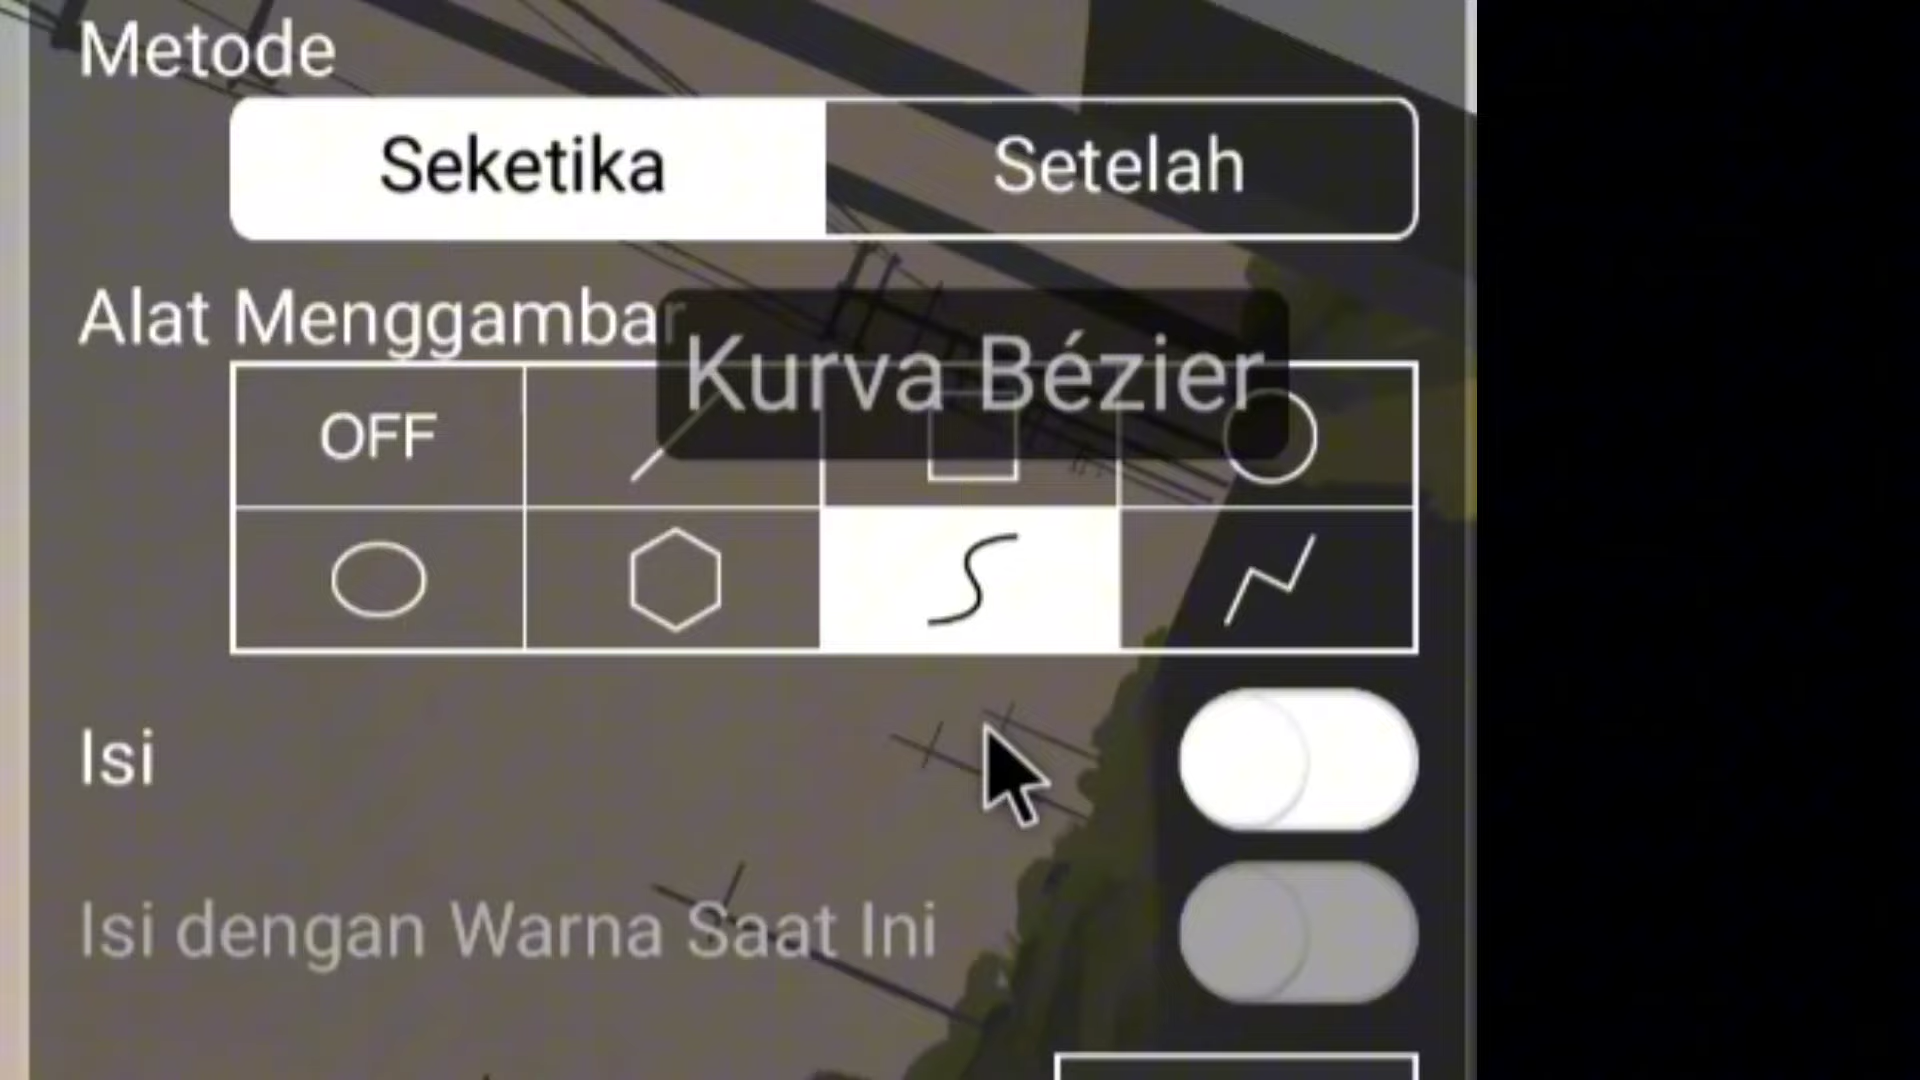 Metode
Seketika
Setelah
Alat Menggambar
Kurva Bézier
OFF
Isi
Isi dengan Warna Saat Ini